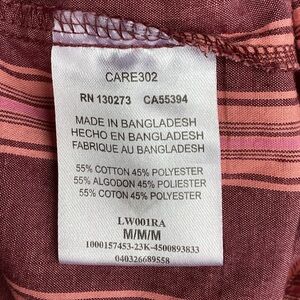 CARE302
RN 130273 CA55394
MADE IN BANGLADESH
HECHO EN BANGLADESH
FABRIQUE AU BANGLADESH
55% COTTON 45% POLYESTER
55% ALGODON 45% POLIESTER
55% COTON 45% POLYESTER
LW001RA
M/M/M
1000157453-23K-4500893833
040326689558